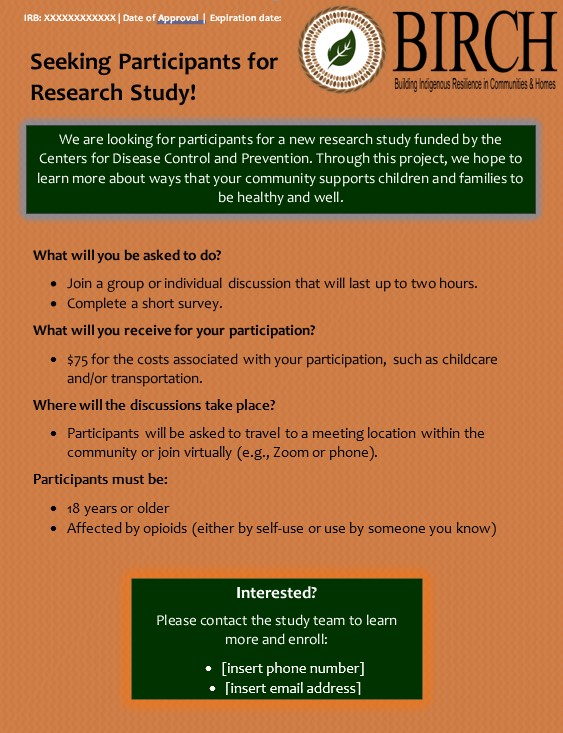 IRB: XXXXXXXXXXXX | Date of Approval | Expiration date:
BIRCH
Building Indigenous Resilience in Communities & Homes
Seeking Participants for
Research Study!
We are looking for participants for a new research study funded by the
Centers for Disease Control and Prevention. Through this project, we hope to
learn more about ways that your community supports children and families to
be healthy and well.
What will you be asked to do?
• Join a group or individual discussion that will last up to two hours.
• Complete a short survey.
What will you receive for your participation?
• $75 for the costs associated with your participation, such as childcare
and/or transportation.
Where will the discussions take place?
• Participants will be asked to travel to a meeting location within the
community or join virtually (e.g., Zoom or phone).
Participants must be:
• 18 years or older
• Affected by opioids (either by self-use or use by someone you know)
Interested?
Please contact the study team to learn
more and enroll:
• [insert phone number]
• [insert email address]